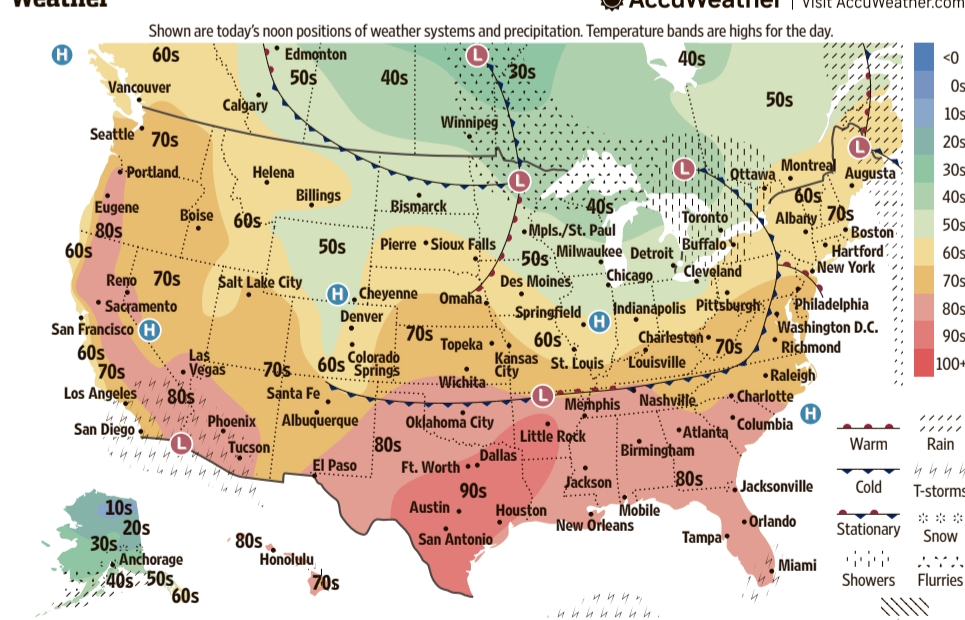 Weather
AccuWeather | Visit AccuWeather.com
Shown are today's noon positions of weather systems and precipitation. Temperature bands are highs for the day.
H
60s
Edmonton
50s
40s
L
30s
40s
50s
Vancouver
Calgary
Winnipeg
Seattle
70s
L
Montreal
Ottawa
Augusta
Portland
Helena
L
L
Billings
Bismarck
40s
60s
Eugene
80s
Boise
60s
Albany
70s
Toronto
Boston
60s
50s
Pierre
Sioux Falls
Mpls./St. Paul
Buffalo
Hartford
50s
Milwaukee
Detroit
Cleveland
New York
Reno
70s
Salt Lake City
Chicago
Des Moines
Sacramento
H
Cheyenne
Omaha
Pittsburgh
Philadelphia
San Francisco
H
Denver
Springfield
H
Indianapolis
Washington D.C.
60s
70s
Topeka
60s
Charleston
70s
Richmond
Las
Vegas
60s
Colorado
Springs
Kansas
City
St. Louis
Louisville
70s
70s
Wichita
Raleigh
Los Angeles
80s
Santa Fe
L
Memphis
Nashville
Charlotte
H
Albuquerque
Oklahoma City
Columbia
San Diego
Phoenix
Little Rock
Atlanta
L
Tucson
80s
Birmingham
El Paso
Ft. Worth
Dallas
Jackson
80s
90s
Jacksonville
Austin
Houston
Mobile
New Orleans
Orlando
San Antonio
Tampa
Miami
10s
20s
30s
Anchorage
40s
50s
60s
80s
Honolulu
70s
<0
0s
10s
20s
30s
40s
50s
60s
70s
80s
90s
100+
Warm
Rain
Cold
T-storms
Stationary
Snow
Showers
Flurries